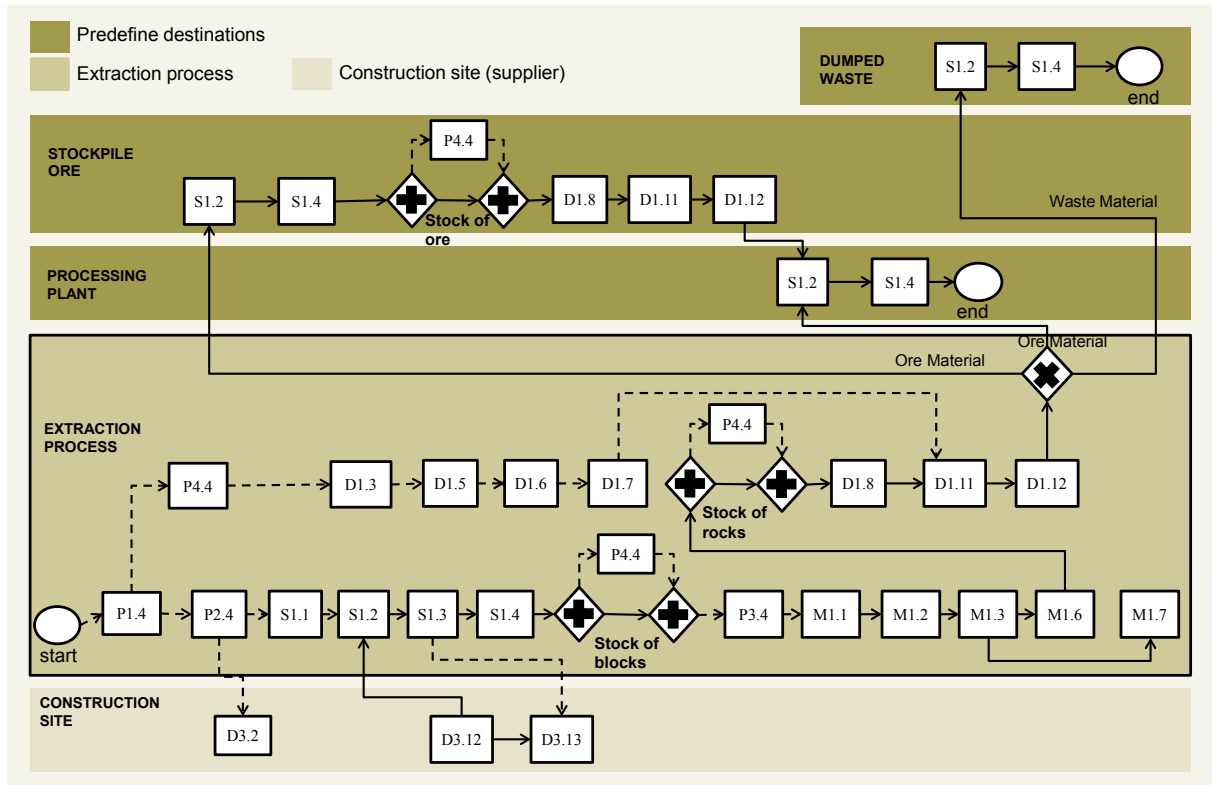 Predefine destinations
Extraction process
Construction site (supplier)
DUMPED
WASTE
S1.2
S1.4
end
STOCKPILE
ORE
P4.4
S1.2
S1.4
Stock of
ore
D1.8
D1.11
D1.12
Waste Material
PROCESSING
PLANT
S1.2
S1.4
end
Ore Material
Ore Material
EXTRACTION
PROCESS
P4.4
P4.4
D1.3
D1.5
D1.6
D1.7
Stock of
rocks
D1.8
D1.11
D1.12
P4.4
start
P1.4
P2.4
S1.1
S1.2
S1.3
S1.4
Stock of
blocks
P3.4
M1.1
M1.2
M1.3
M1.6
M1.7
CONSTRUCTION
SITE
D3.2
D3.12
D3.13